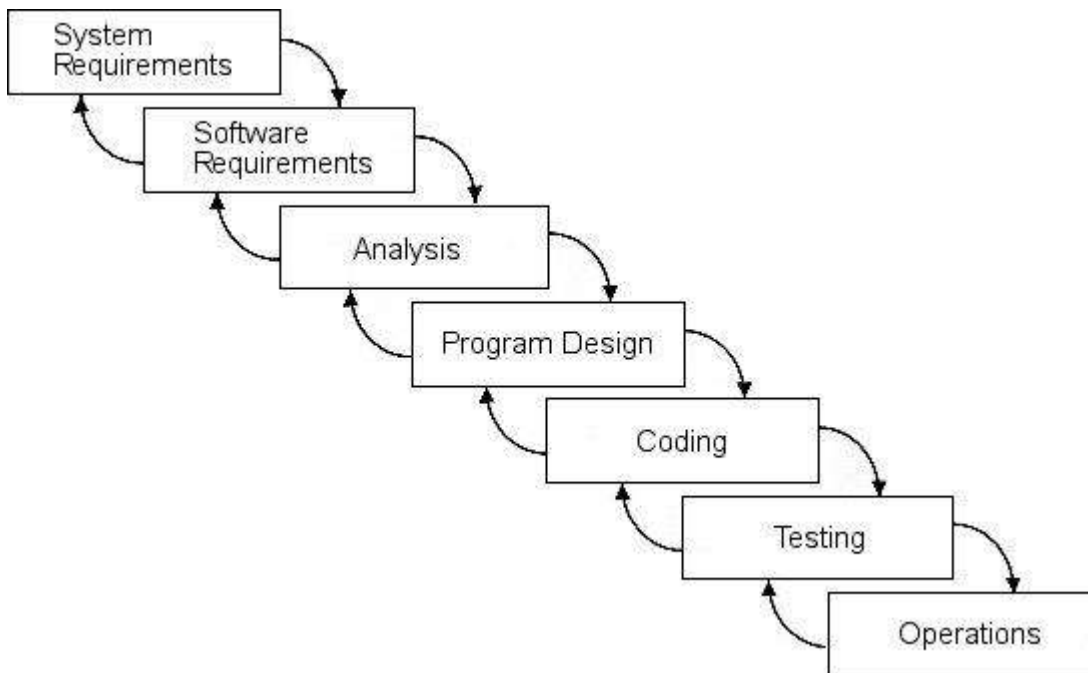 System
Requirements
Software
Requirements
Analysis
Program Design
Coding
Testing
Operations